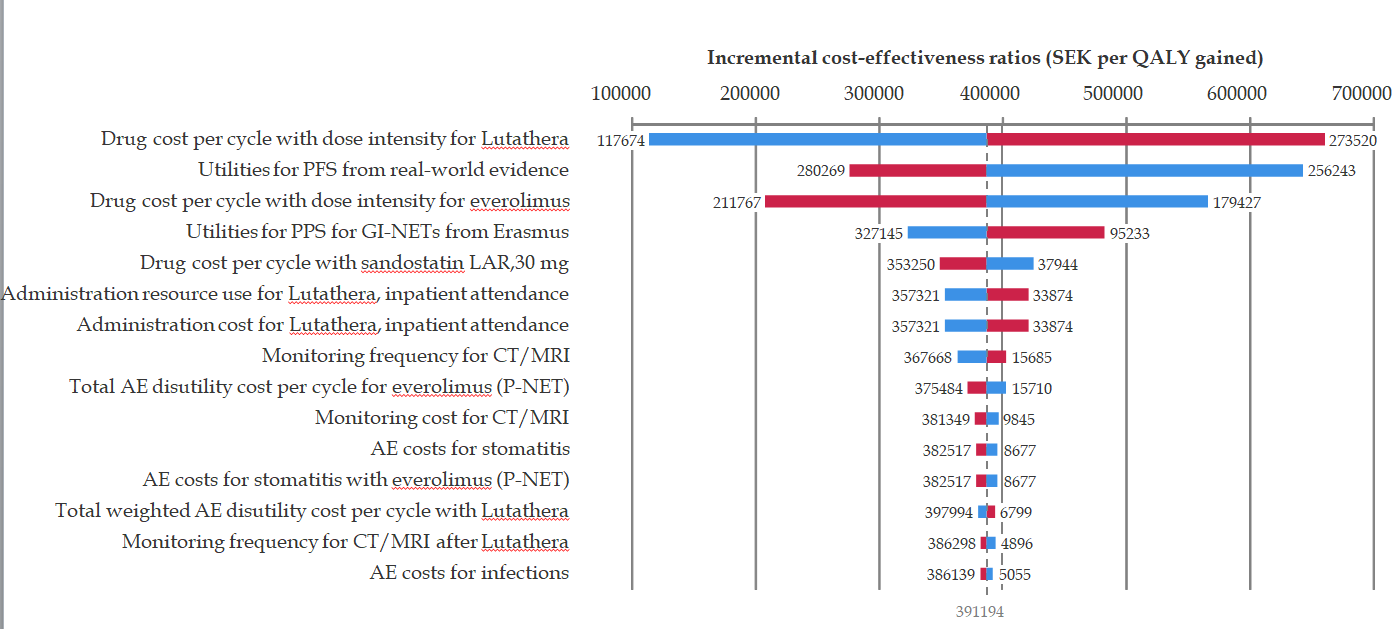 Incremental cost-effectiveness ratios (SEK per QALY gained)
100000 200000 300000 400000 500000 600000 700000
Drug cost per cycle with dose intensity for Lutathera 117674 273520
Utilities for PFS from real-world evidence 280269 256243
Drug cost per cycle with dose intensity for everolimus 211767 179427
Utilities for PPS for GI-NETs from Erasmus 327145 95233
Drug cost per cycle with sandostatin LAR,30 mg 353250 37944
Administration resource use for Lutathera, inpatient attendance 357321 33874
Administration cost for Lutathera, inpatient attendance 357321 33874
Monitoring frequency for CT/MRI 367668 15685
Total AE disutility cost per cycle for everolimus (P-NET) 375484 15710
Monitoring cost for CT/MRI 381349 9845
AE costs for stomatitis 382517 8677
AE costs for stomatitis with everolimus (P-NET) 382517 8677
Total weighted AE disutility cost per cycle with Lutathera 397994 6799
Monitoring frequency for CT/MRI after Lutathera 386298 4896
AE costs for infections 386139 5055
391194